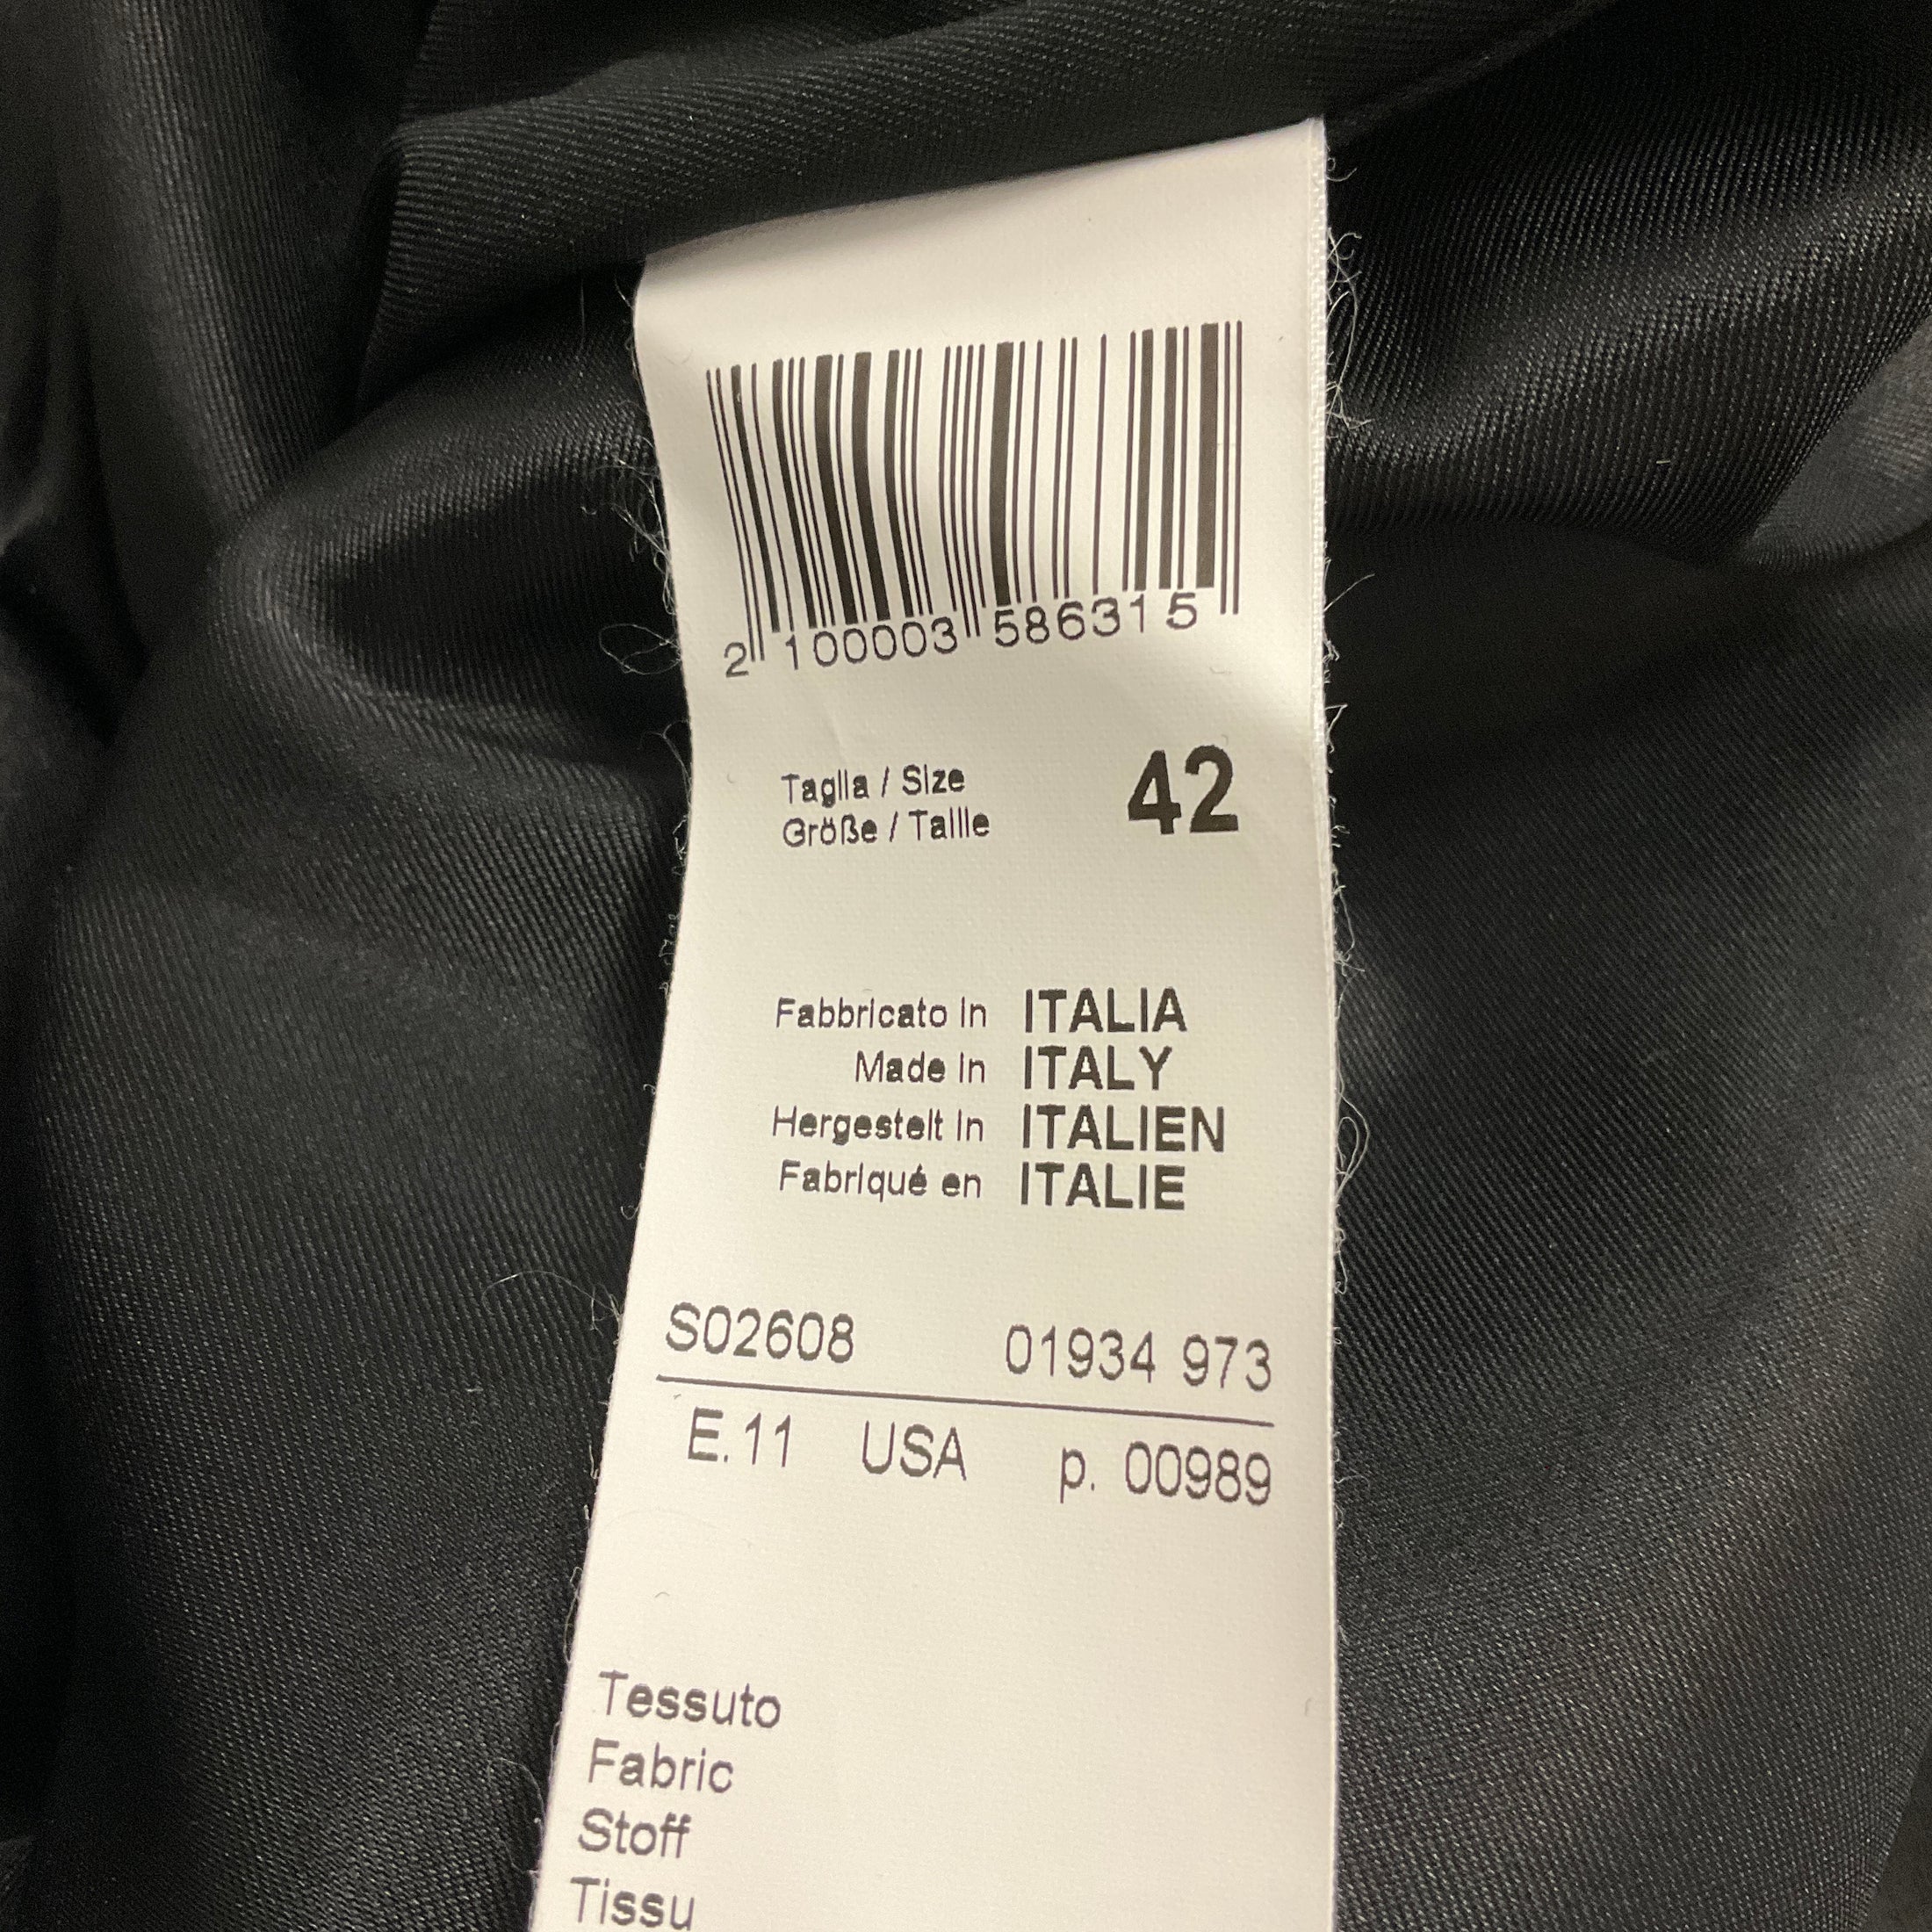 2 100003 586315
Taglia / Size
Größe / Taille
42
Fabbricato in ITALIA
Made in ITALY
Hergestelt in ITALIEN
Fabriqué en ITALIE
S02608 01934 973
E.11 USA p. 00989
Tessuto
Fabric
Stoff
Tissu